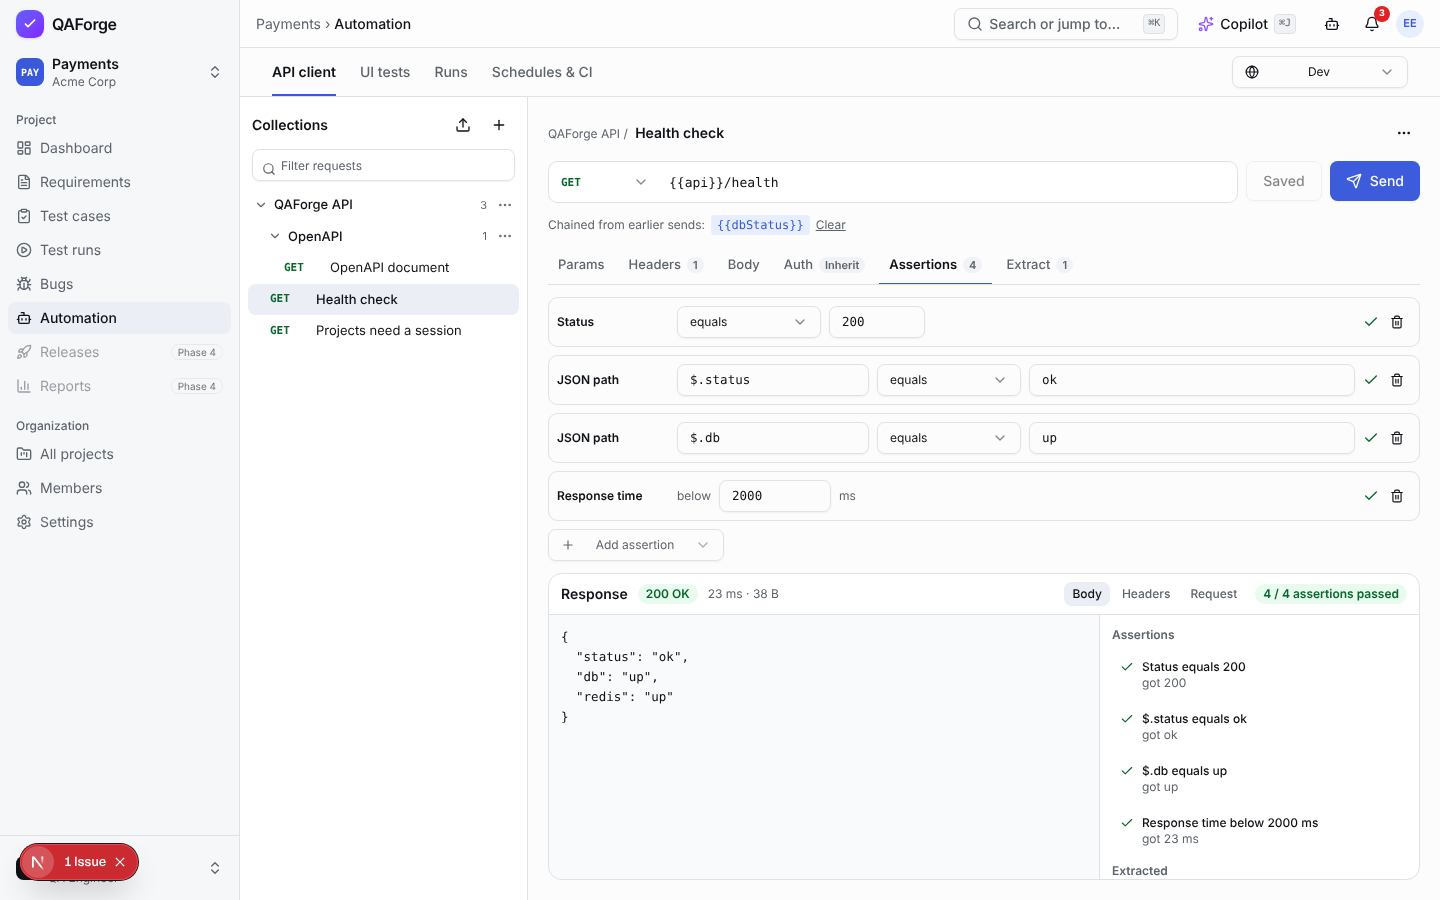 QAForge
PAY
Payments
Acme Corp
Project
Dashboard
Requirements
Test cases
Test runs
Bugs
Automation
Releases
Phase 4
Reports
Phase 4
Organization
All projects
Members
Settings
1 Issue
Payments › Automation
Search or jump to...
⌘K
Copilot
⌘J
3
EE
API client
UI tests
Runs
Schedules & CI
Dev
Collections
Filter requests
QAForge API
3
OpenAPI
1
GET OpenAPI document
GET Health check
GET Projects need a session
QAForge API / Health check
GET
{{api}}/health
Saved
Send
Chained from earlier sends: {{dbStatus}} Clear
Params
Headers 1
Body
Auth Inherit
Assertions 4
Extract 1
Status equals 200
JSON path $.status equals ok
JSON path $.db equals up
Response time below 2000 ms
Add assertion
Response 200 OK 23 ms · 38 B
Body Headers Request 4 / 4 assertions passed
{
"status": "ok",
"db": "up",
"redis": "up"
}
Assertions
Status equals 200
got 200
$.status equals ok
got ok
$.db equals up
got up
Response time below 2000 ms
got 23 ms
Extracted